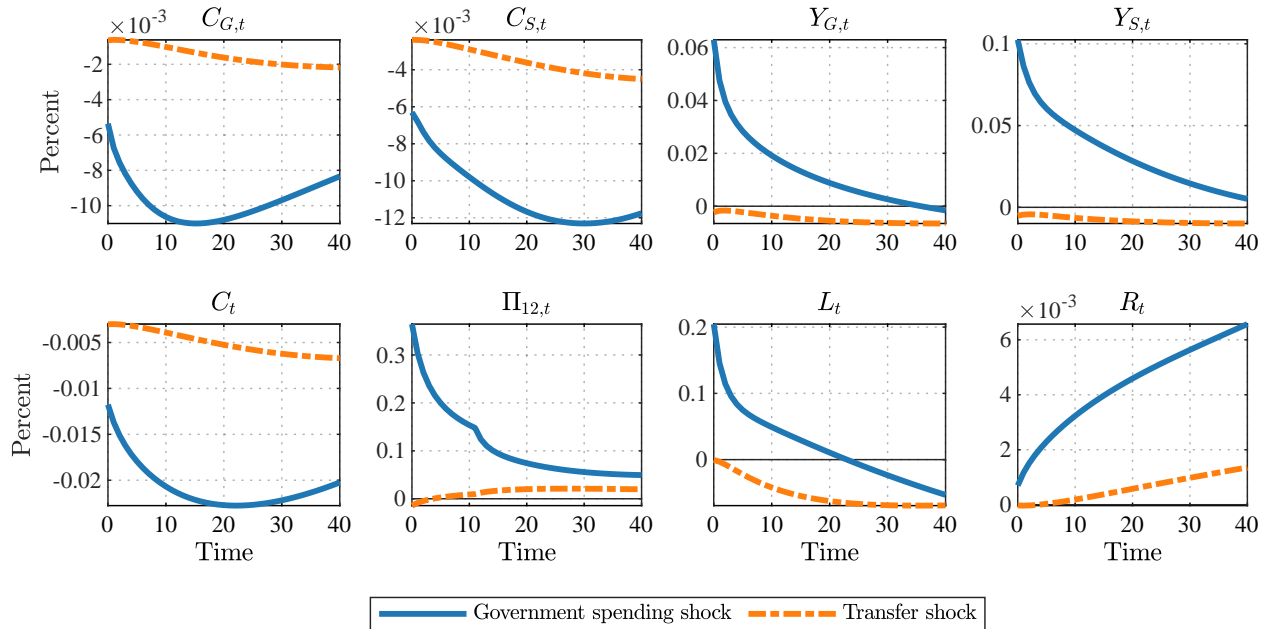 ×10⁻³ C_{G,t} ×10⁻³ C_{S,t} Y_{G,t} Y_{S,t}
Percent
-2
-4
-6
-8
-10
0 10 20 30 40
-4
-6
-8
-10
-12
0 10 20 30 40
0.06
0.04
0.02
0
0 10 20 30 40
0.1
0.05
0
0 10 20 30 40
C_t Π_{12,t} L_t ×10⁻³ R_t
Percent
-0.005
-0.01
-0.015
-0.02
0 10 20 30 40
Time
0.3
0.2
0.1
0
0 10 20 30 40
Time
0.2
0.1
0
0 10 20 30 40
Time
6
4
2
0
0 10 20 30 40
Time
Government spending shock Transfer shock